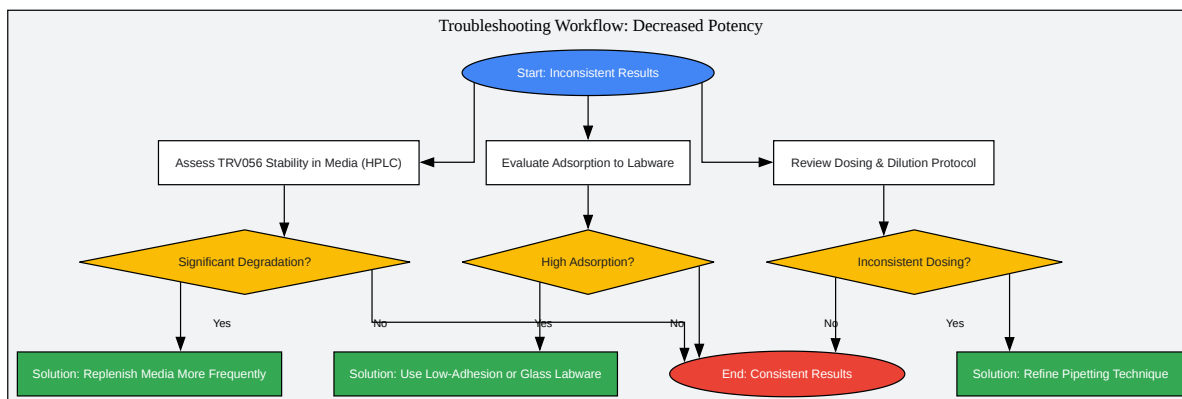 Troubleshooting Workflow: Decreased Potency
Start: Inconsistent Results
Assess TRV056 Stability in Media (HPLC)
Evaluate Adsorption to Labware
Review Dosing & Dilution Protocol
Significant Degradation?
High Adsorption?
Inconsistent Dosing?
Yes
No
Yes
No
No
Yes
Solution: Replenish Media More Frequently
Solution: Use Low-Adhesion or Glass Labware
End: Consistent Results
Solution: Refine Pipetting Technique